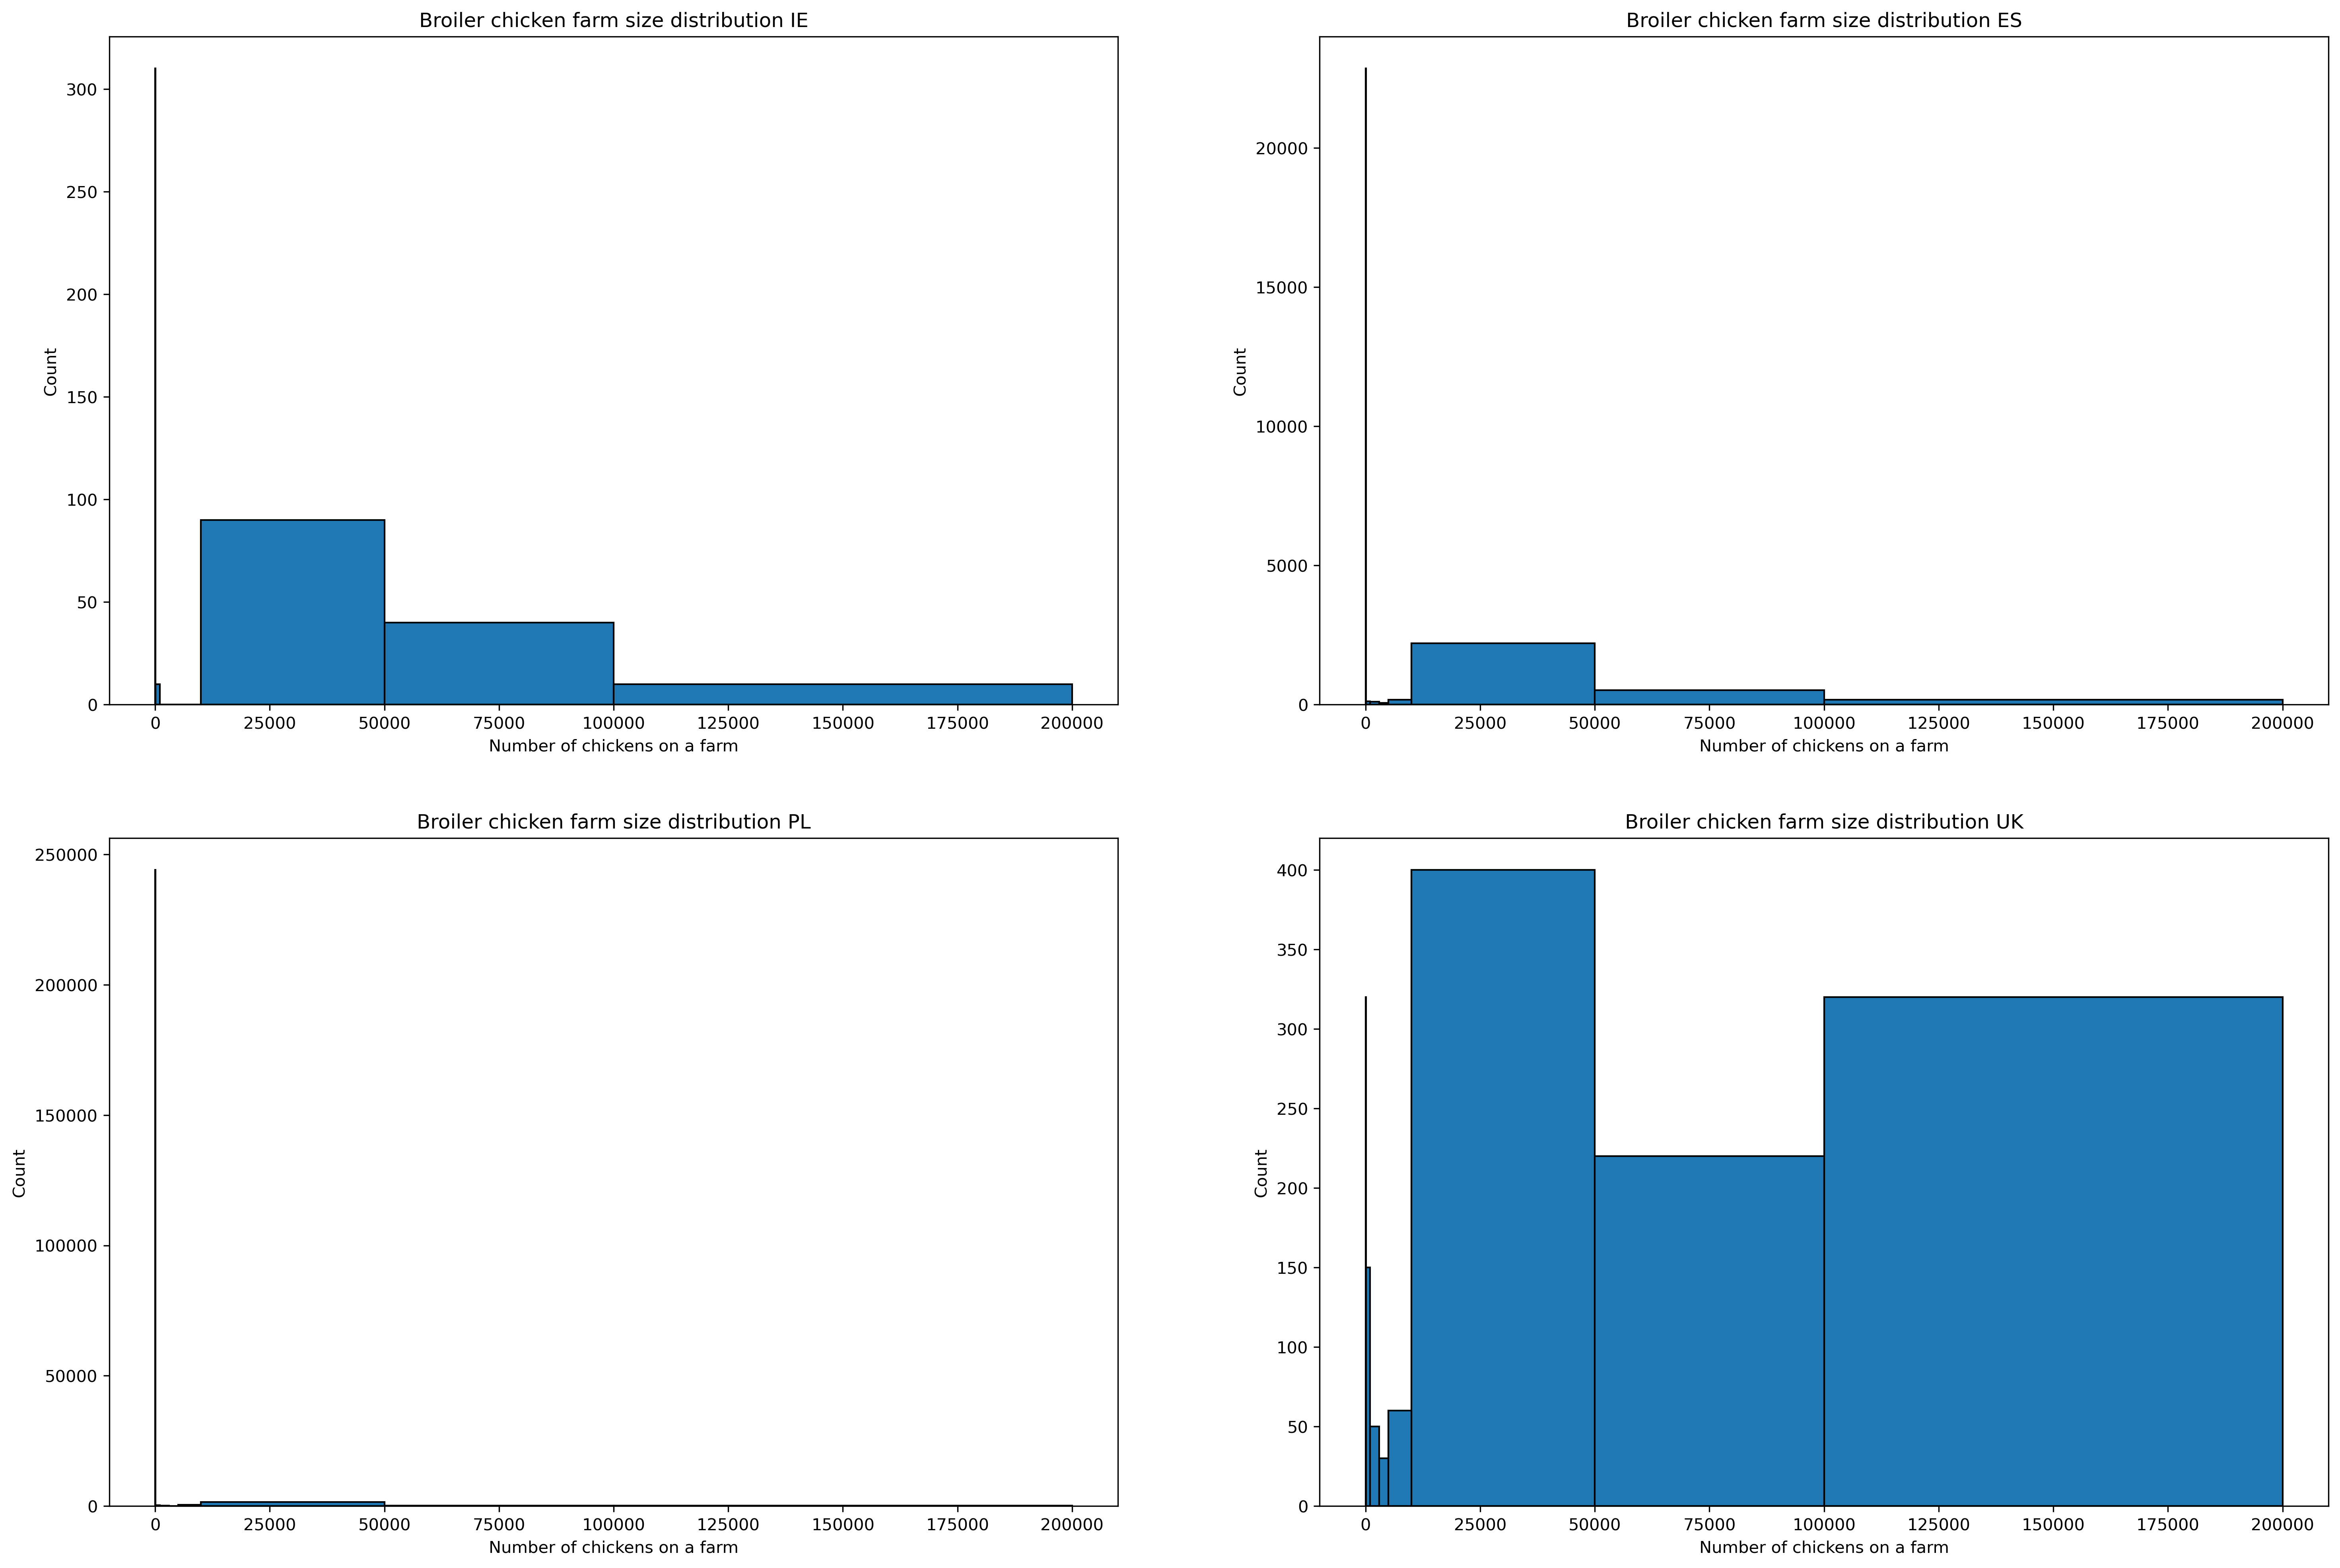 Broiler chicken farm size distribution IE
300
250
200
150
100
50
0
Count
0 25000 50000 75000 100000 125000 150000 175000 200000
Number of chickens on a farm
Broiler chicken farm size distribution ES
20000
15000
10000
5000
0
Count
0 25000 50000 75000 100000 125000 150000 175000 200000
Number of chickens on a farm
Broiler chicken farm size distribution PL
250000
200000
150000
100000
50000
0
Count
0 25000 50000 75000 100000 125000 150000 175000 200000
Number of chickens on a farm
Broiler chicken farm size distribution UK
400
350
300
250
200
150
100
50
0
Count
0 25000 50000 75000 100000 125000 150000 175000 200000
Number of chickens on a farm